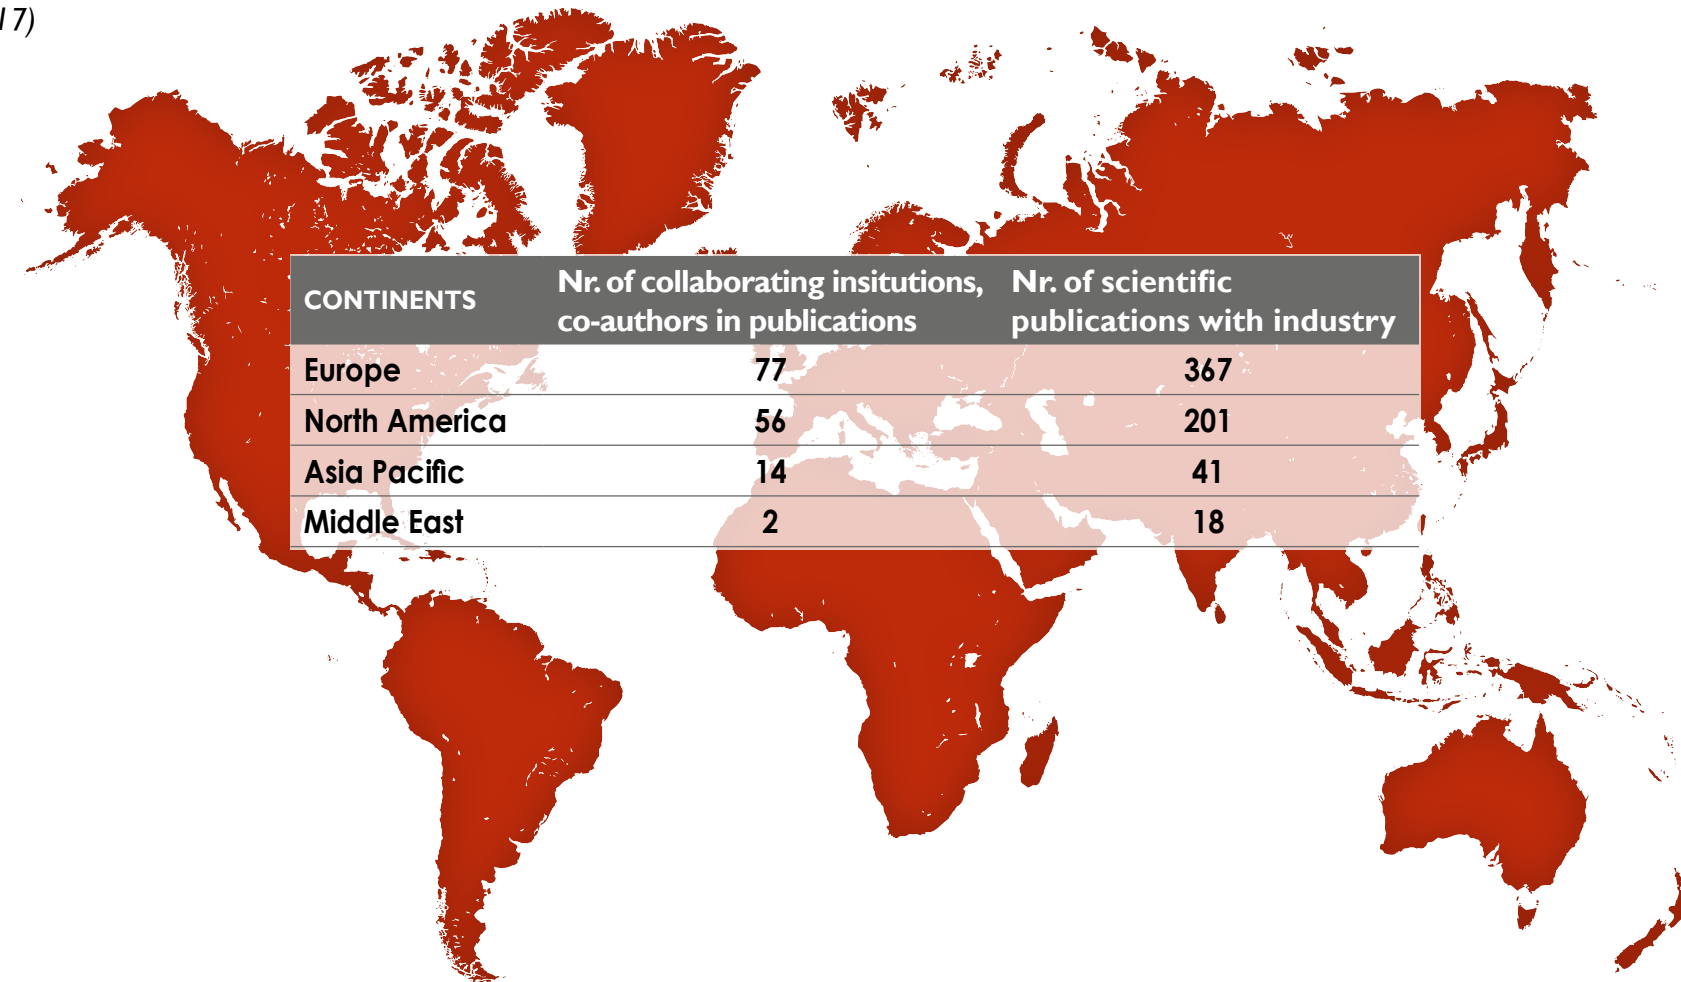 17)
CONTINENTS
Nr. of collaborating insitutions,
co-authors in publications
Nr. of scientific
publications with industry
Europe 77 367
North America 56 201
Asia Pacific 14 41
Middle East 2 18